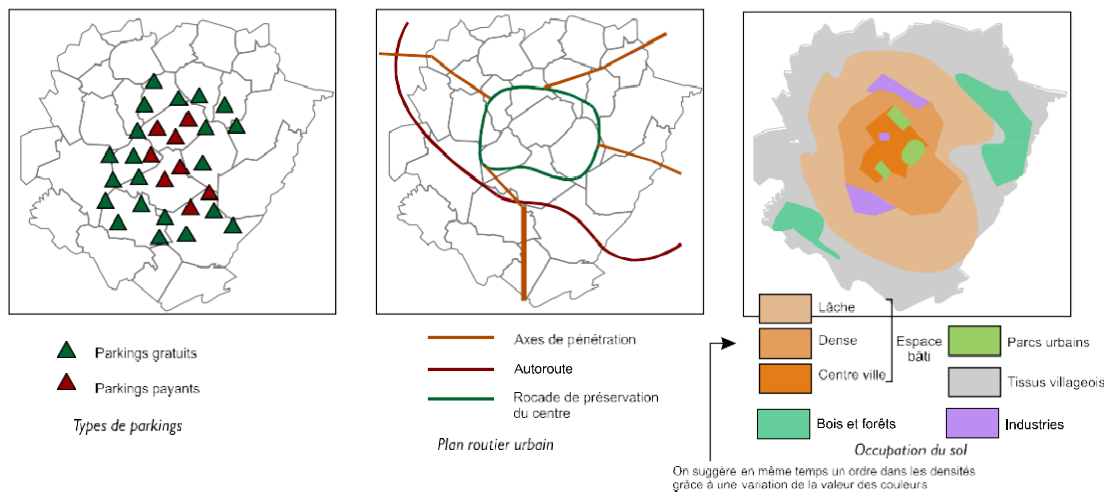 Parkings gratuits
Parkings payants
Types de parkings
Axes de pénétration
Autoroute
Rocade de préservation
du centre
Plan routier urbain
Lâche
Dense
Centre ville
Espace
bâti
Parcs urbains
Tissus villageois
Bois et forêts
Industries
Occupation du sol
On suggère en même temps un ordre dans les densités
grâce à une variation de la valeur des couleurs